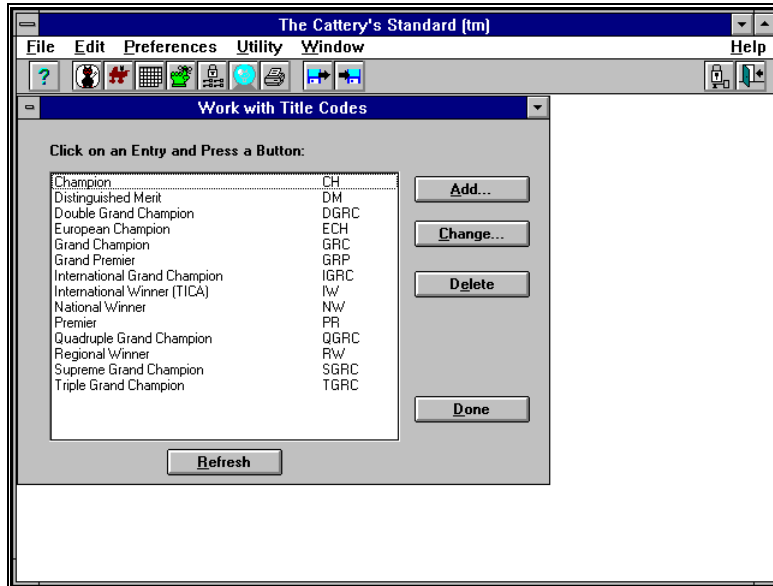 The Cattery's Standard (tm)
File Edit Preferences Utility Window Help
?
Work with Title Codes
Click on an Entry and Press a Button:
Champion CH
Distinguished Merit DM
Double Grand Champion DGRC
European Champion ECH
Grand Champion GRC
Grand Premier GRP
International Grand Champion IGRC
International Winner (TICA) IW
National Winner NW
Premier PR
Quadruple Grand Champion QGRC
Regional Winner RW
Supreme Grand Champion SGRC
Triple Grand Champion TGRC
Add...
Change...
Delete
Done
Refresh